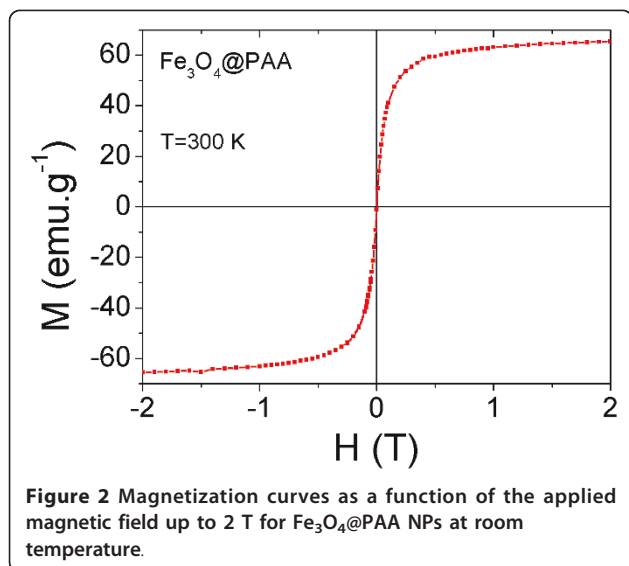 60
40
20
0
-20
-40
-60
M (emu.g⁻¹)
Fe₃O₄@PAA
T=300 K
-2 -1 0 1 2
H (T)
Figure 2 Magnetization curves as a function of the applied
magnetic field up to 2 T for Fe₃O₄@PAA NPs at room
temperature.